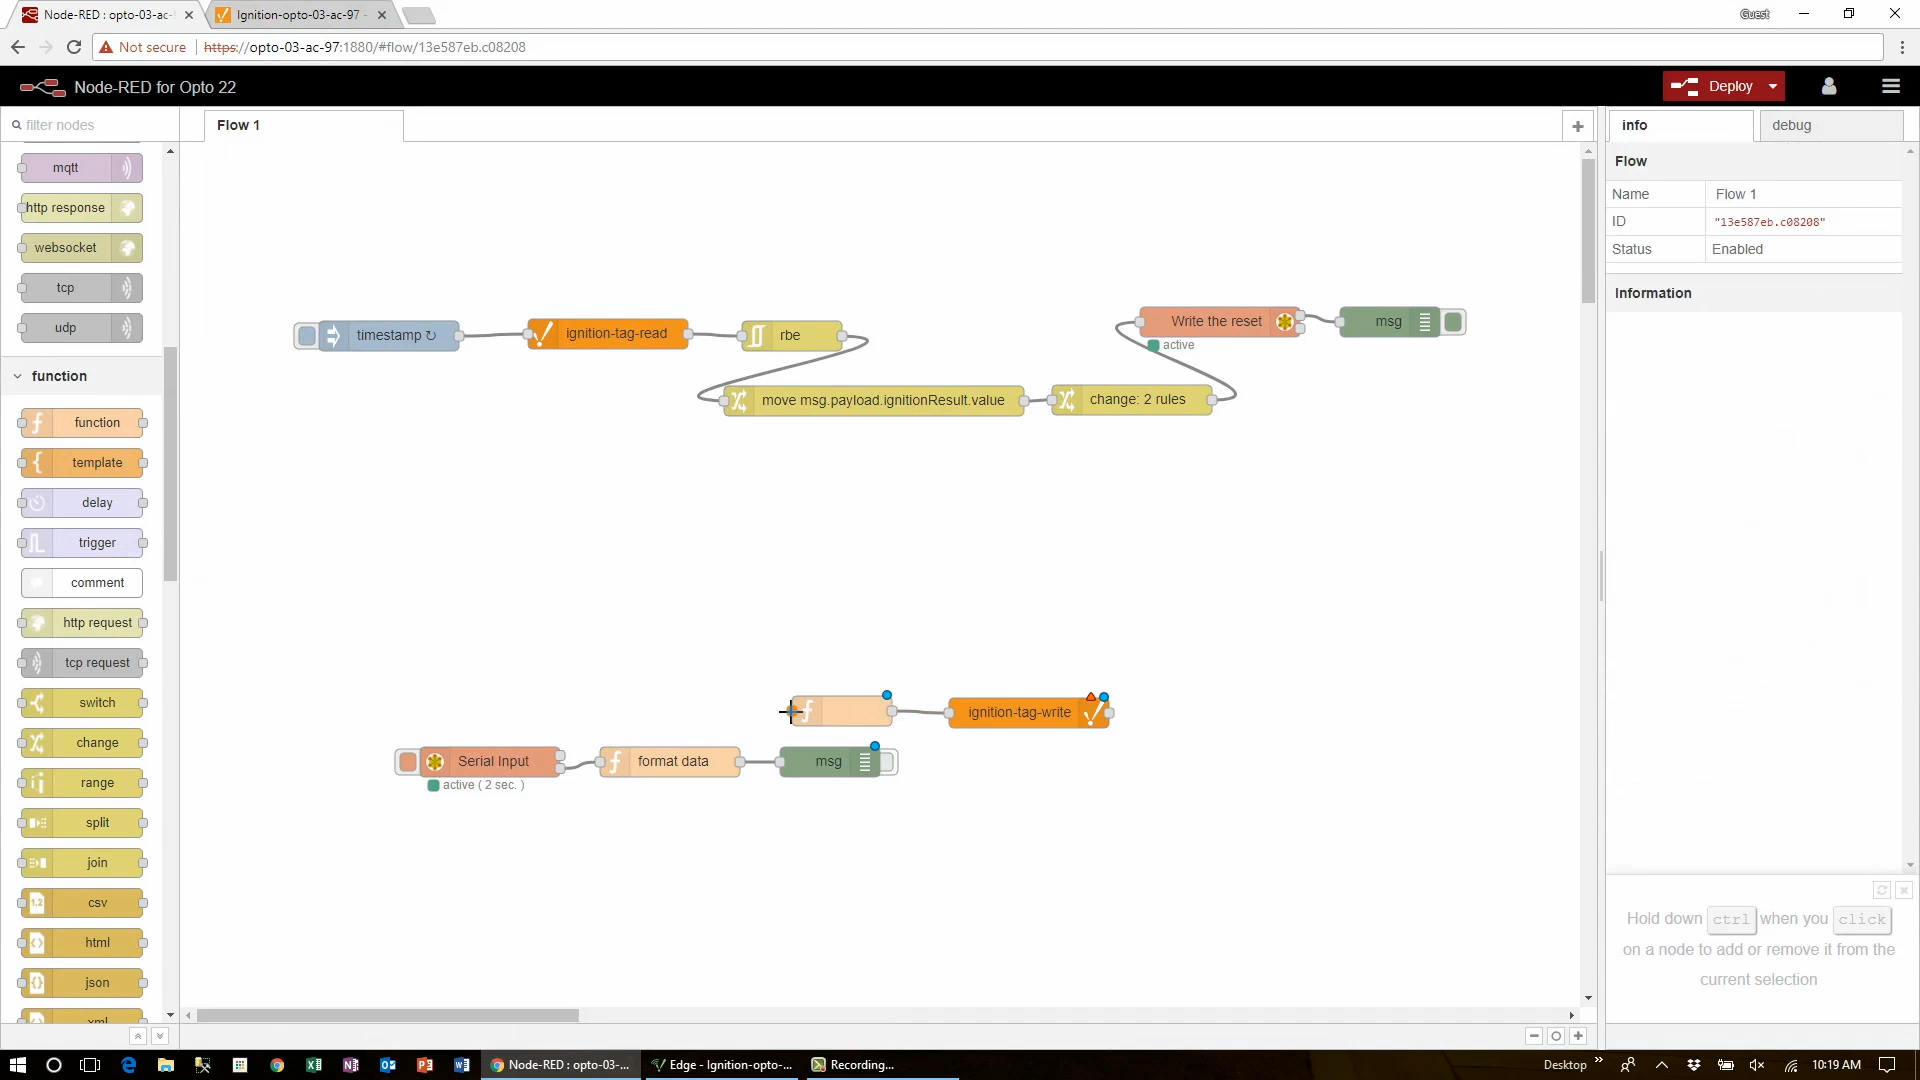 Node-RED : opto-03-ac-
Ignition-opto-03-ac-97 -
Guest
Not secure
https://opto-03-ac-97:1880/#flow/13e587eb.c08208
Node-RED for Opto 22
Deploy
filter nodes
Flow 1
info
debug
mqtt
http response
websocket
tcp
udp
function
function
template
delay
trigger
comment
http request
tcp request
switch
change
range
split
join
csv
html
json
xml
timestamp ↻
ignition-tag-read
rbe
move msg.payload.ignitionResult.value
change: 2 rules
Write the reset
active
msg
ignition-tag-write
Serial Input
active ( 2 sec. )
format data
msg
Flow
Name
Flow 1
ID
"13e587eb.c08208"
Status
Enabled
Information
Hold down ctrl when you click
on a node to add or remove it from the
current selection
Node-RED : opto-03-...
Edge - Ignition-opto-...
Recording...
Desktop
10:19 AM